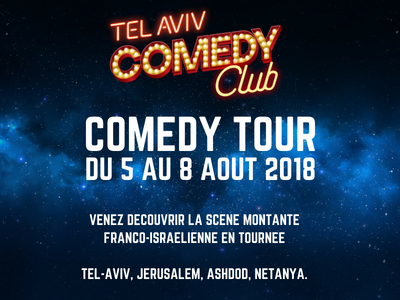 TEL AVIV
COMEDY
Club
COMEDY TOUR
DU 5 AU 8 AOUT 2018
VENEZ DECOUVRIR LA SCENE MONTANTE
FRANCO-ISRAELIENNE EN TOURNEE
TEL-AVIV, JERUSALEM, ASHDOD, NETANYA.